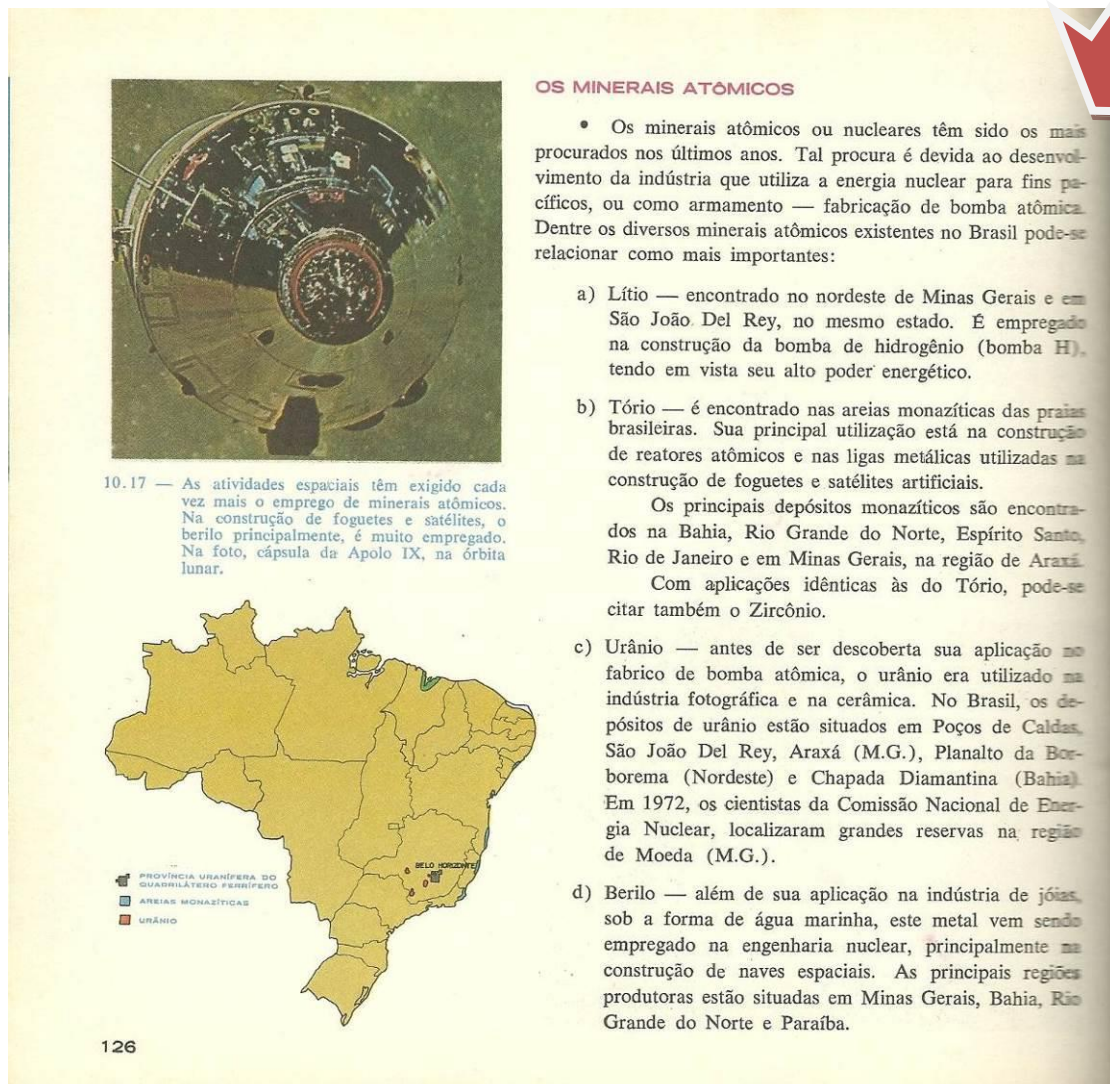 OS MINERAIS ATÔMICOS
• Os minerais atômicos ou nucleares têm sido os mais
procurados nos últimos anos. Tal procura é devida ao desenvol-
vimento da indústria que utiliza a energia nuclear para fins pa-
cíficos, ou como armamento — fabricação de bomba atômica.
Dentre os diversos minerais atômicos existentes no Brasil pode-se
relacionar como mais importantes:
a) Lítio — encontrado no nordeste de Minas Gerais e em
São João Del Rey, no mesmo estado. É empregado
na construção da bomba de hidrogênio (bomba H),
tendo em vista seu alto poder energético.
b) Tório — é encontrado nas areias monazíticas das praias
brasileiras. Sua principal utilização está na construção
de reatores atômicos e nas ligas metálicas utilizadas na
construção de foguetes e satélites artificiais.
Os principais depósitos monazíticos são encontra-
dos na Bahia, Rio Grande do Norte, Espírito Santo,
Rio de Janeiro e em Minas Gerais, na região de Araxá.
Com aplicações idênticas às do Tório, pode-se
citar também o Zircônio.
c) Urânio — antes de ser descoberta sua aplicação no
fabrico de bomba atômica, o urânio era utilizado na
indústria fotográfica e na cerâmica. No Brasil, os de-
pósitos de urânio estão situados em Poços de Caldas,
São João Del Rey, Araxá (M.G.), Planalto da Bor-
borema (Nordeste) e Chapada Diamantina (Bahia).
Em 1972, os cientistas da Comissão Nacional de Ener-
gia Nuclear, localizaram grandes reservas na região
de Moeda (M.G.).
d) Berilo — além de sua aplicação na indústria de jóias,
sob a forma de água marinha, este metal vem sendo
empregado na engenharia nuclear, principalmente na
construção de naves espaciais. As principais regiões
produtoras estão situadas em Minas Gerais, Bahia, Rio
Grande do Norte e Paraíba.
10.17 — As atividades espaciais têm exigido cada
vez mais o emprego de minerais atômicos.
Na construção de foguetes e satélites, o
berilo principalmente, é muito empregado.
Na foto, cápsula da Apolo IX, na órbita
lunar.
BELO HORIZONTE
PROVÍNCIA URANÍFERA DO
QUADRILÁTERO FERRÍFERO
AREIAS MONAZÍTICAS
URÂNIO
126